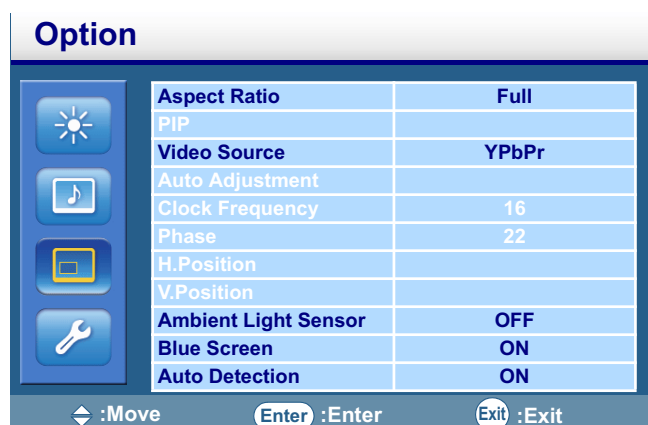 Option
Aspect Ratio Full
PIP
Video Source YPbPr
Auto Adjustment
Clock Frequency 16
Phase 22
H.Position
V.Position
Ambient Light Sensor OFF
Blue Screen ON
Auto Detection ON
:Move Enter :Enter Exit :Exit